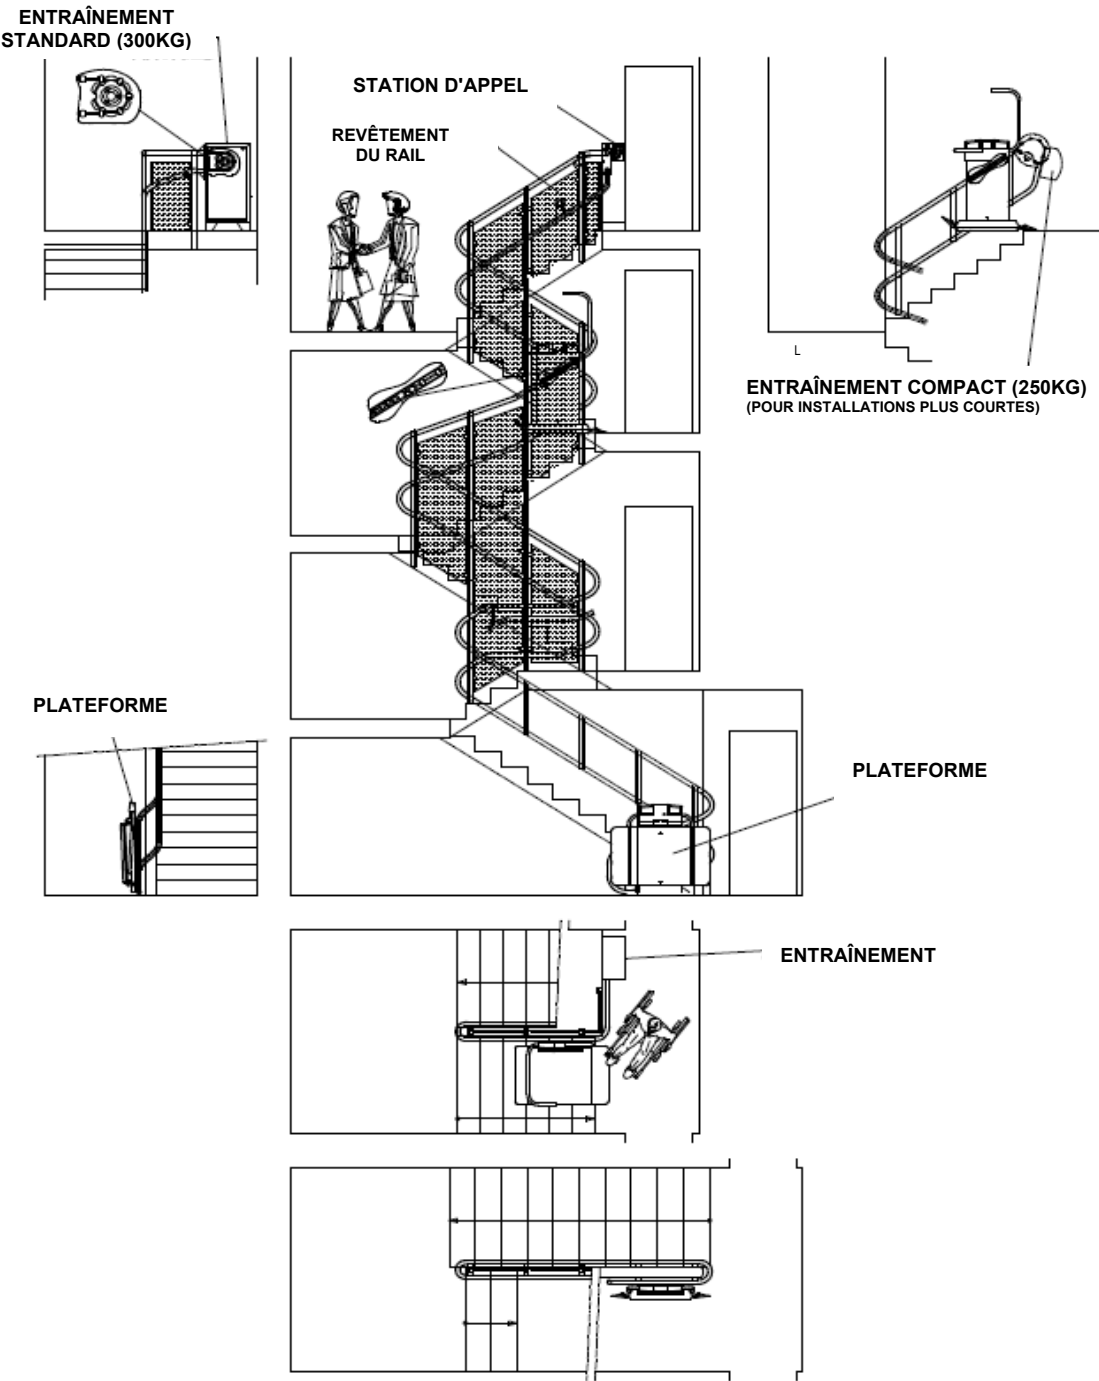 ENTRAÎNEMENT
STANDARD (300KG)
STATION D'APPEL
REVÊTEMENT
DU RAIL
L
ENTRAÎNEMENT COMPACT (250KG)
(POUR INSTALLATIONS PLUS COURTES)
PLATEFORME
PLATEFORME
ENTRAÎNEMENT